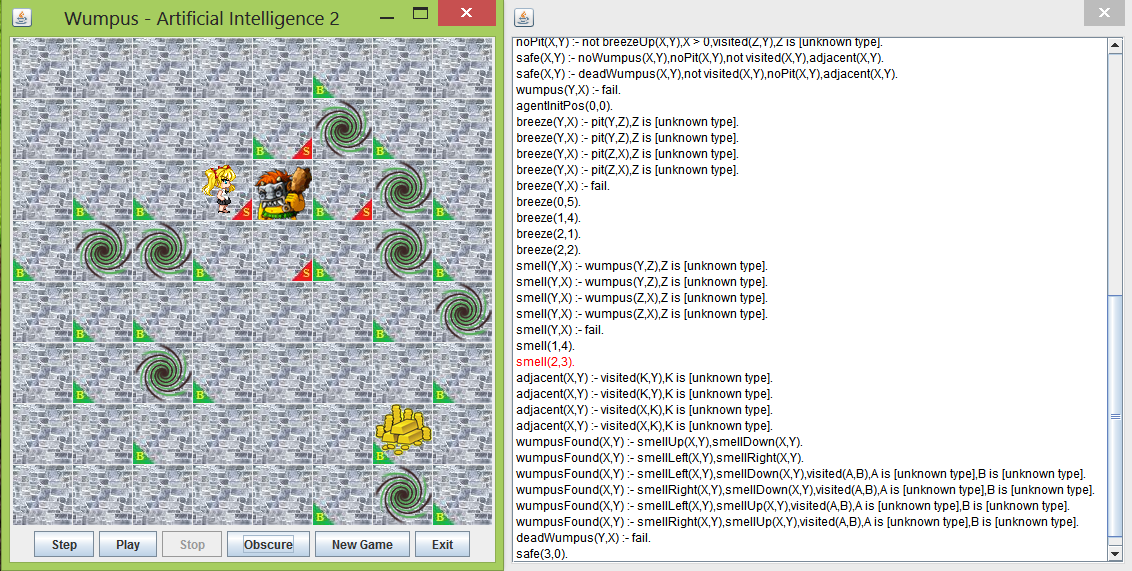 Wumpus - Artificial Intelligence 2
B
B
S
B
B
B
S
B
S
B
B
B
S
B
B
B
B
B
B
B
B
B
B
B
B
B
Step
Play
Stop
Obscure
New Game
Exit
noPit(X,Y) :- not breezeUp(X,Y),X > 0,visited(Z,Y),Z is [unknown type].
safe(X,Y) :- noWumpus(X,Y),noPit(X,Y),not visited(X,Y),adjacent(X,Y).
safe(X,Y) :- deadWumpus(X,Y),not visited(X,Y),noPit(X,Y),adjacent(X,Y).
wumpus(Y,X) :- fail.
agentInitPos(0,0).
breeze(Y,X) :- pit(Y,Z),Z is [unknown type].
breeze(Y,X) :- pit(Y,Z),Z is [unknown type].
breeze(Y,X) :- pit(Z,X),Z is [unknown type].
breeze(Y,X) :- pit(Z,X),Z is [unknown type].
breeze(Y,X) :- fail.
breeze(0,5).
breeze(1,4).
breeze(2,1).
breeze(2,2).
smell(Y,X) :- wumpus(Y,Z),Z is [unknown type].
smell(Y,X) :- wumpus(Y,Z),Z is [unknown type].
smell(Y,X) :- wumpus(Z,X),Z is [unknown type].
smell(Y,X) :- wumpus(Z,X),Z is [unknown type].
smell(Y,X) :- fail.
smell(1,4).
smell(2,3).
adjacent(X,Y) :- visited(K,Y),K is [unknown type].
adjacent(X,Y) :- visited(K,Y),K is [unknown type].
adjacent(X,Y) :- visited(X,K),K is [unknown type].
adjacent(X,Y) :- visited(X,K),K is [unknown type].
wumpusFound(X,Y) :- smellUp(X,Y),smellDown(X,Y).
wumpusFound(X,Y) :- smellLeft(X,Y),smellRight(X,Y).
wumpusFound(X,Y) :- smellLeft(X,Y),smellDown(X,Y),visited(A,B),A is [unknown type],B is [unknown type].
wumpusFound(X,Y) :- smellRight(X,Y),smellDown(X,Y),visited(A,B),A is [unknown type],B is [unknown type].
wumpusFound(X,Y) :- smellLeft(X,Y),smellUp(X,Y),visited(A,B),A is [unknown type],B is [unknown type].
wumpusFound(X,Y) :- smellRight(X,Y),smellUp(X,Y),visited(A,B),A is [unknown type],B is [unknown type].
deadWumpus(Y,X) :- fail.
safe(3,0).